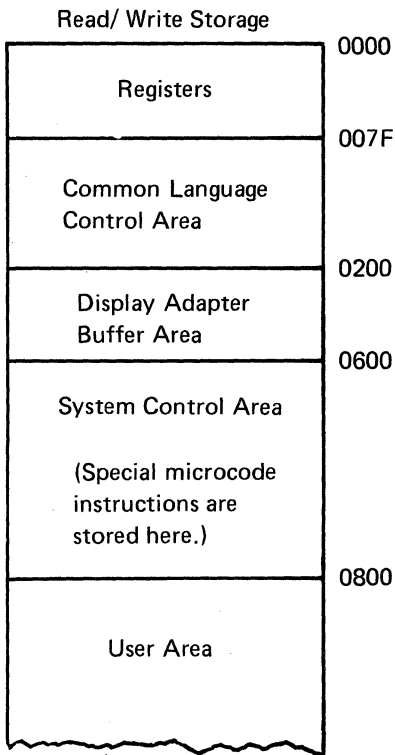 Read/ Write Storage
0000
Registers
007F
Common Language
Control Area
0200
Display Adapter
Buffer Area
0600
System Control Area
(Special microcode
instructions are
stored here.)
0800
User Area